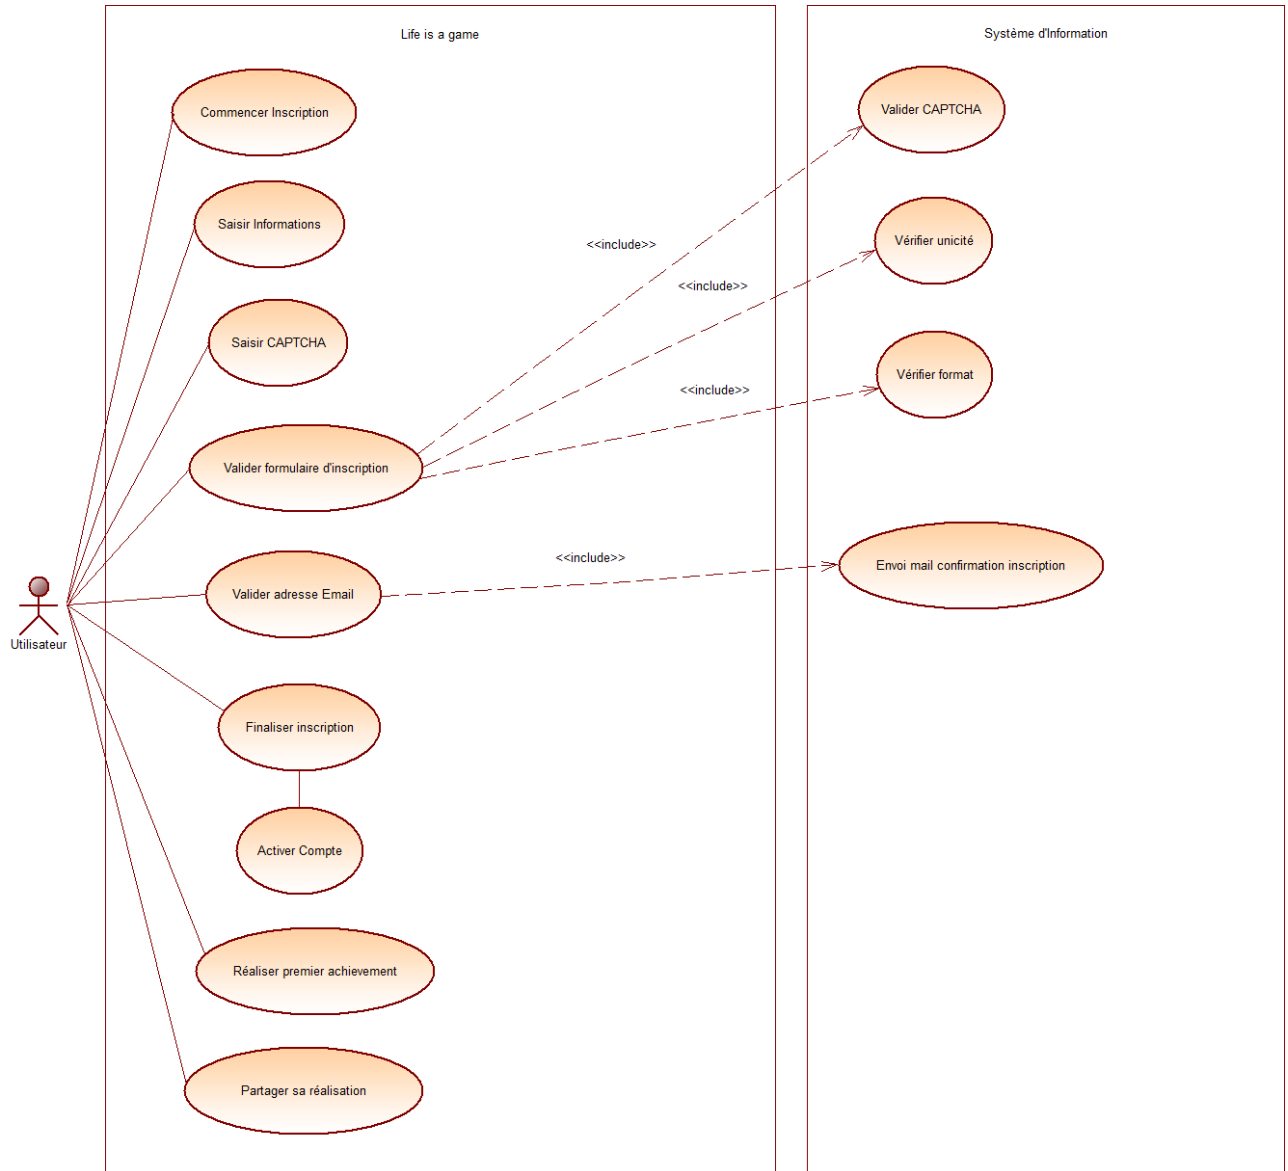 Life is a game
Système d'Information
Commencer Inscription
Valider CAPTCHA
Saisir Informations
Vérifier unicité
<<include>>
<<include>>
Saisir CAPTCHA
Vérifier format
<<include>>
Valider formulaire d'inscription
<<include>>
Envoi mail confirmation inscription
Valider adresse Email
Utilisateur
Finaliser inscription
Activer Compte
Réaliser premier achievement
Partager sa réalisation